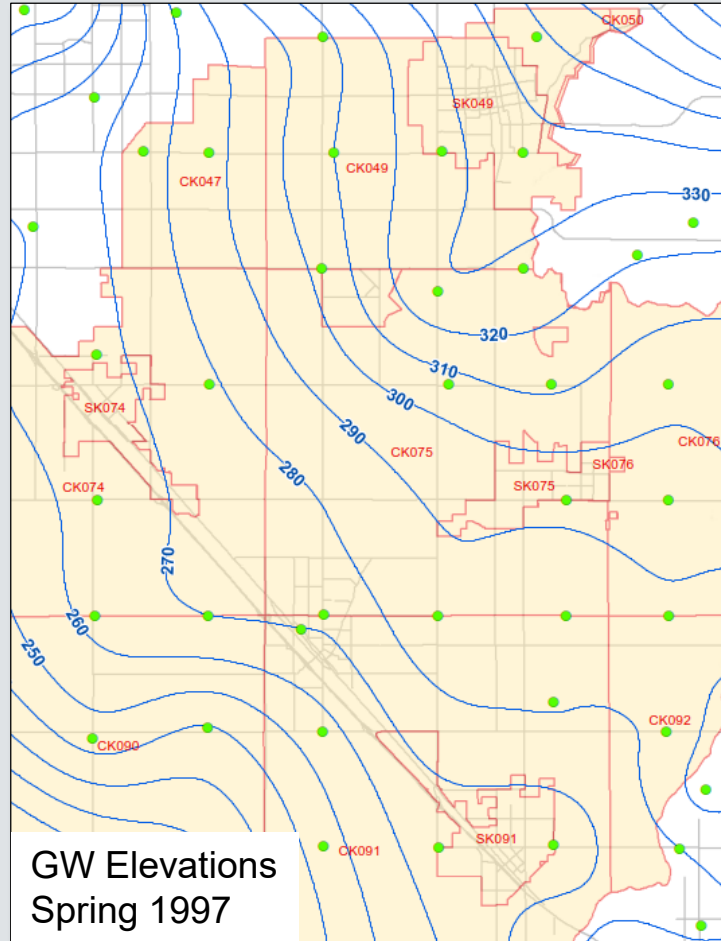 CK050
SK049
CK047
CK049
330
320
310
300
SK074
290
CK075
CK076
SK076
280
SK075
CK074
270
260
250
CK092
CK090
SK091
CK091
GW Elevations
Spring 1997